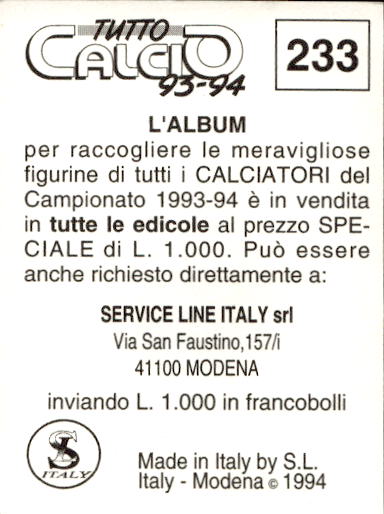 TUTTO
CALCIO
93-94
233
L'ALBUM
per raccogliere le meravigliose
figurine di tutti i CALCIATORI del
Campionato 1993-94 è in vendita
in tutte le edicole al prezzo SPE-
CIALE di L. 1.000. Può essere
anche richiesto direttamente a:
SERVICE LINE ITALY srl
Via San Faustino,157/i
41100 MODENA
inviando L. 1.000 in francobolli
SL
ITALY
Made in Italy by S.L.
Italy - Modena © 1994